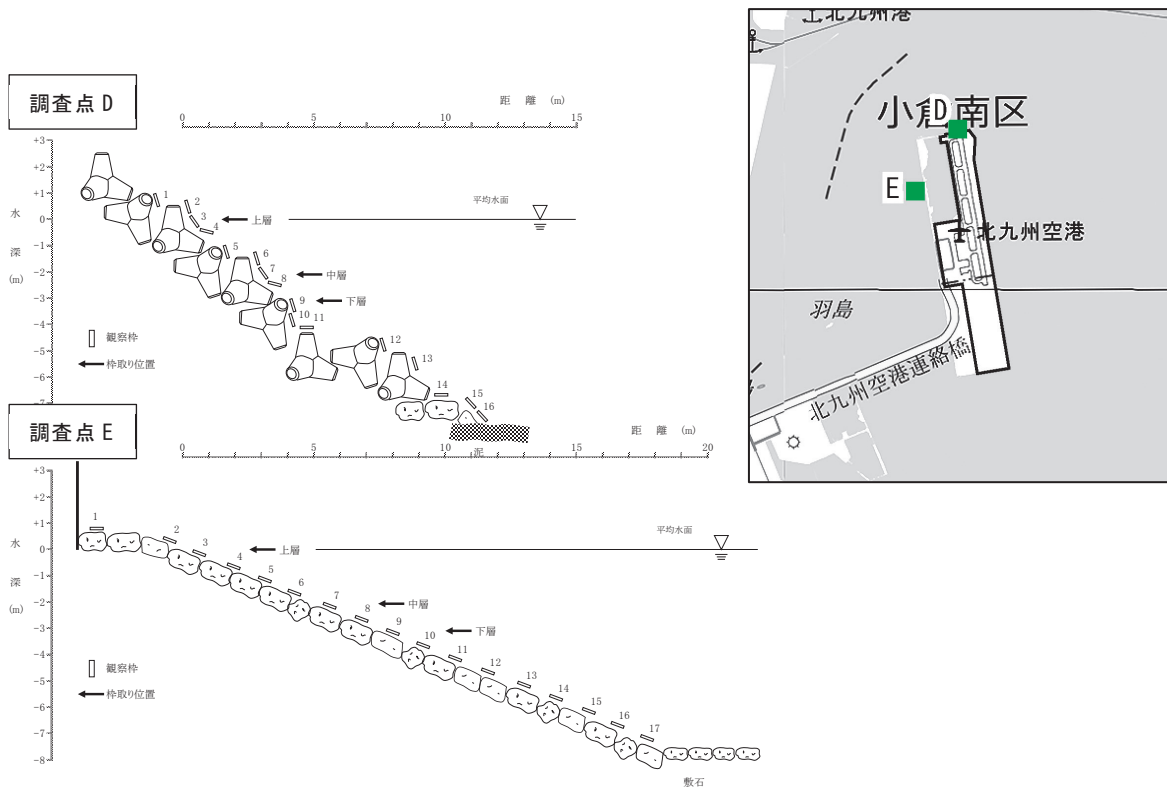 調査点 D
距 離 (m)
0 5 10 15
+3
+2
+1
0
-1
-2
-3
-4
-5
-6
-7
水
深
(m)
1
2
3
4
上層
平均水面
5
6
7
8
中層
9
10
11
下層
12
13
14
15
16
泥
観察枠
枠取り位置
調査点 E
距 離 (m)
0 5 10 15 20
+3
+2
+1
0
-1
-2
-3
-4
-5
-6
-7
-8
水
深
(m)
1
2
3
4
5
6
7
8
9
10
11
12
13
14
15
16
17
上層
平均水面
中層
下層
観察枠
枠取り位置
敷石
北九州港
小倉南区
D
E
北九州空港
羽島
北九州空港連絡橋